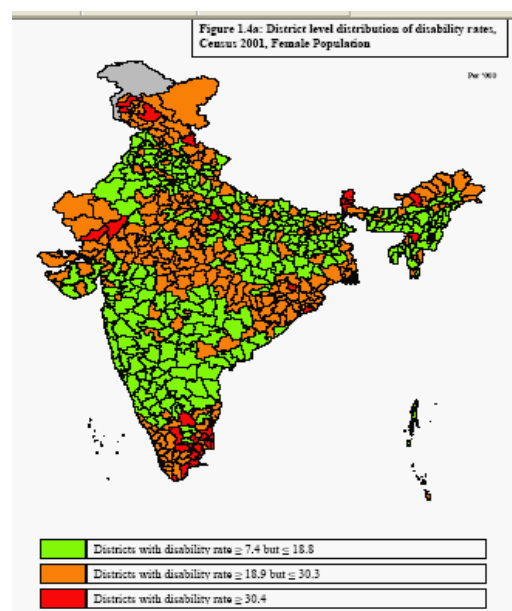 Figure 1.4a: District level distribution of disability rates,
Census 2001, Female Population
Per '000
Districts with disability rate ≥ 7.4 but ≤ 18.8
Districts with disability rate ≥ 18.9 but ≤ 30.3
Districts with disability rate ≥ 30.4